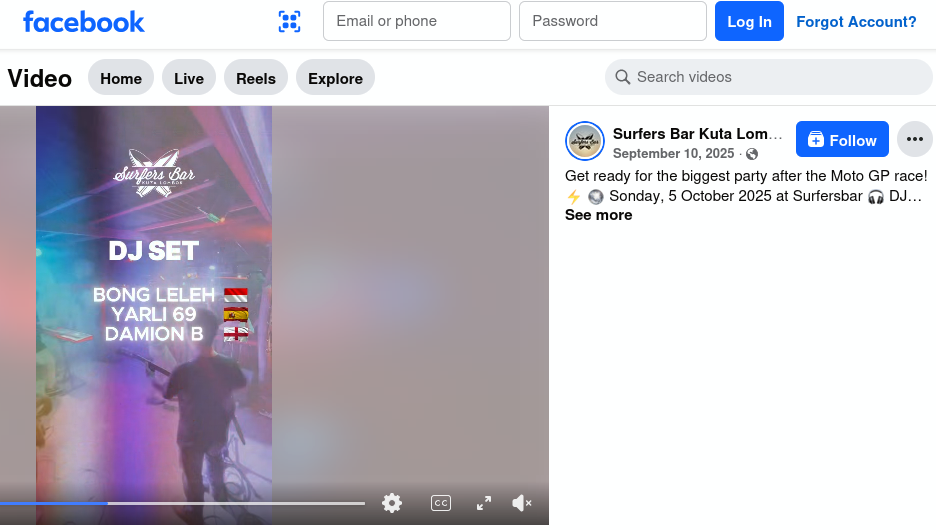 facebook
Email or phone
Password
Log In
Forgot Account?
Video
Home
Live
Reels
Explore
Search videos
Surfers Bar
KUTA LOMBOK
DJ SET
BONG LELEH 🇮🇩
YARLI 69 🇪🇸
DAMION B 🏴󠁧󠁢󠁥󠁮󠁧󠁿
CC
Surfers Bar Kuta Lom...
Follow
September 10, 2025 ·
Get ready for the biggest party after the Moto GP race!
⚡ 🪩 Sunday, 5 October 2025 at Surfersbar 🎧 DJ...
See more